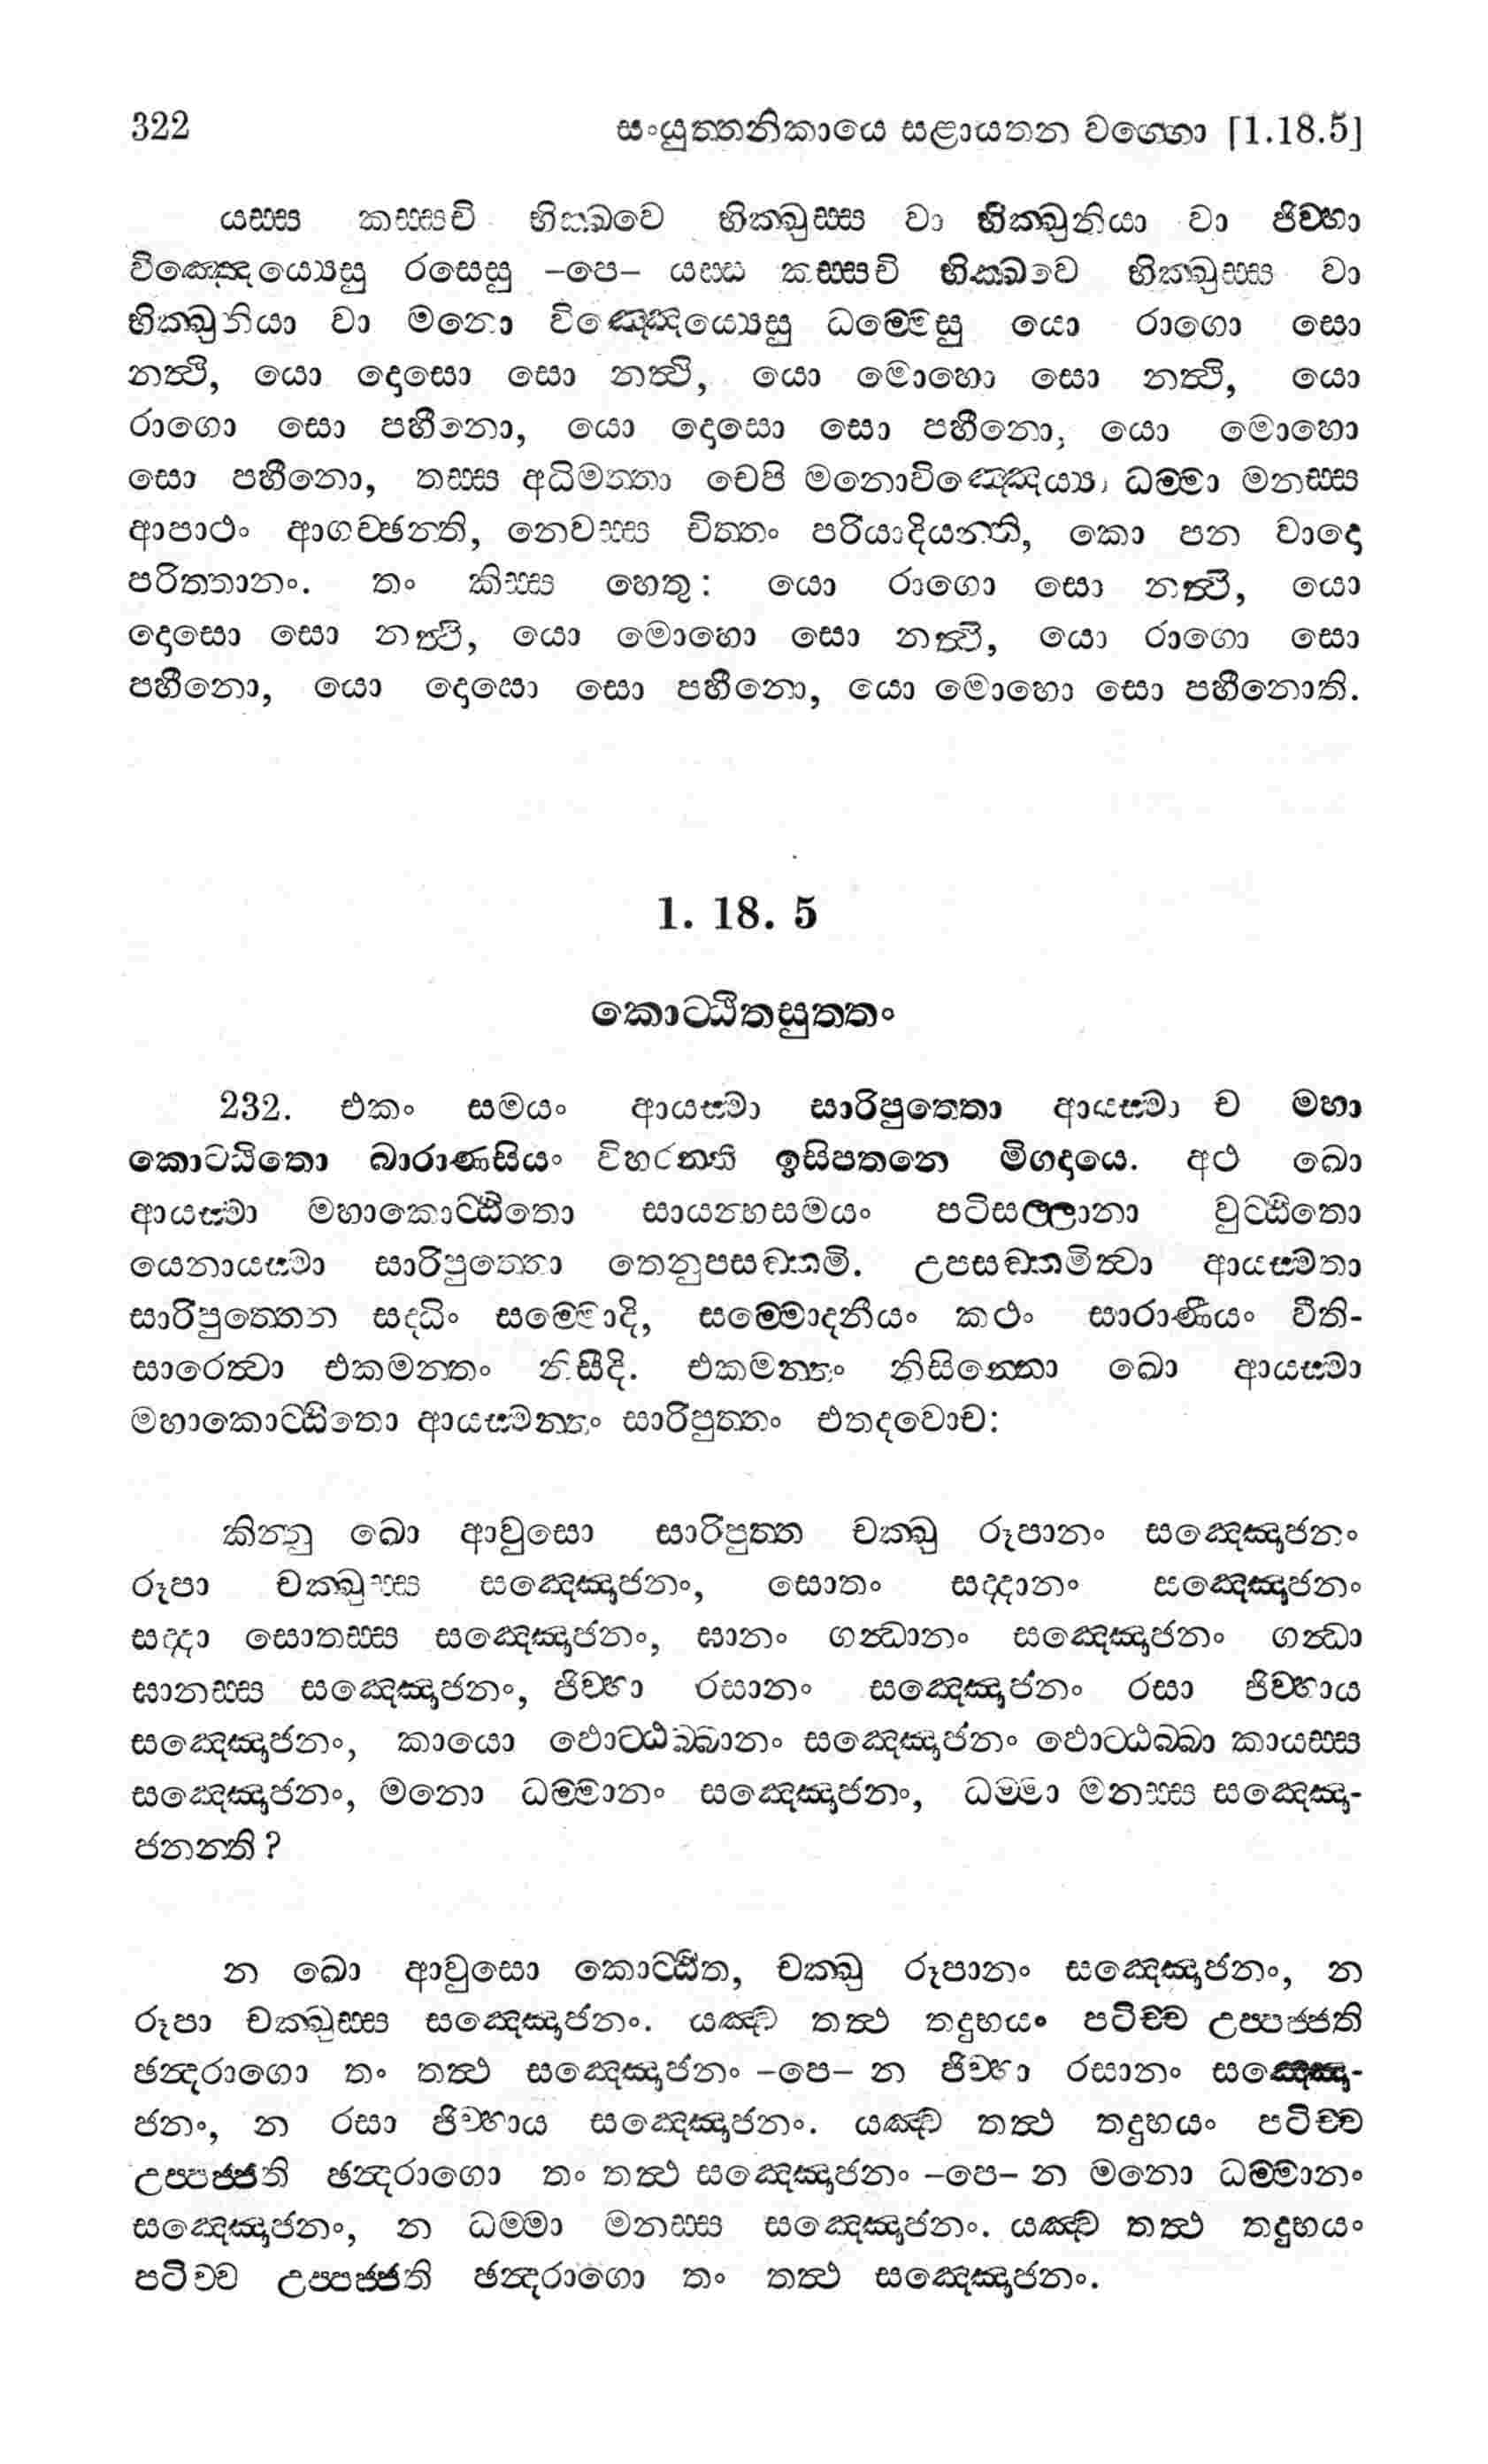 322 සංයුත්තනිකායෙ සළායතන වග්ගො [1.18.5]
යස්ස කස්සචි භික්ඛවෙ භික්ඛුස්ස වා භික්ඛුනියා වා ජිව්හා
විඤ්ඤෙය්‍යෙසු රසෙසු –පෙ– යස්ස කස්සචි භික්ඛවෙ භික්ඛුස්ස වා
භික්ඛුනියා වා මනො විඤ්ඤෙය්‍යෙසු ධම්මෙසු යො රාගො සො
නත්‍ථි, යො දොසො සො නත්‍ථි, යො මොහො සො නත්‍ථි, යො
රාගො සො පහීනො, යො දොසො සො පහීනො, යො මොහො
සො පහීනො, තස්ස අධිමත්තා චෙපි මනොවිඤ්ඤෙය්‍යා ධම්මා මනස්ස
ආපාථං ආගච්ඡන්ති, නෙවස්ස චිත්තං පරියාදියන්ති, කො පන වාදො
පරිත්තානං. තං කිස්ස හෙතු: යො රාගො සො නත්‍ථි, යො
දොසො සො නත්‍ථි, යො මොහො සො නත්‍ථි, යො රාගො සො
පහීනො, යො දොසො සො පහීනො, යො මොහො සො පහීනොති.
1. 18. 5
කොට්ඨිතසුත්තං
232. එකං සමයං ආයස්මා සාරිපුත්තො ආයස්මා ච මහා
කොට්ඨිතො බාරාණසියං විහරන්ති ඉසිපතනෙ මිගදායෙ. අථ ඛො
ආයස්මා මහාකොට්ඨිතො සායන්හසමයං පටිසල්ලානා වුට්ඨිතො
යෙනායස්මා සාරිපුත්තො තෙනුපසඞ්කමි. උපසඞ්කමිත්‍වා ආයස්මතා
සාරිපුත්තෙන සද්ධිං සම්මොදි, සම්මොදනීයං කථං සාරාණීයං වීති-
සාරෙත්‍වා එකමන්තං නිසීදි. එකමන්තං නිසින්නො ඛො ආයස්මා
මහාකොට්ඨිතො ආයස්මන්තං සාරිපුත්තං එතදවොච:
කින්නු ඛො ආවුසො සාරිපුත්ත චක්ඛු රූපානං සඤ්ඤොජනං
රූපා චක්ඛුස්ස සඤ්ඤොජනං, සොතං සද්දානං සඤ්ඤොජනං
සද්දා සොතස්ස සඤ්ඤොජනං, ඝානං ගන්‍ධානං සඤ්ඤොජනං ගන්‍ධා
ඝානස්ස සඤ්ඤොජනං, ජිව්හා රසානං සඤ්ඤොජනං රසා ජිව්හාය
සඤ්ඤොජනං, කායො ඵොට්ඨබ්බානං සඤ්ඤොජනං ඵොට්ඨබ්බා කායස්ස
සඤ්ඤොජනං, මනො ධම්මානං සඤ්ඤොජනං, ධම්මා මනස්ස සඤ්ඤො-
ජනන්ති?
න ඛො ආවුසො කොට්ඨිත, චක්ඛු රූපානං සඤ්ඤොජනං, න
රූපා චක්ඛුස්ස සඤ්ඤොජනං. යඤ්ච තත්‍ථ තදුභයං පටිච්ච උප්පජ්ජති
ඡන්‍දරාගො තං තත්‍ථ සඤ්ඤොජනං –පෙ– න ජිව්හා රසානං සඤ්ඤො-
ජනං, න රසා ජිව්හාය සඤ්ඤොජනං. යඤ්ච තත්‍ථ තදුභයං පටිච්ච
උප්පජ්ජති ඡන්‍දරාගො තං තත්‍ථ සඤ්ඤොජනං –පෙ– න මනො ධම්මානං
සඤ්ඤොජනං, න ධම්මා මනස්ස සඤ්ඤොජනං. යඤ්ච තත්‍ථ තදුභයං
පටිච්ච උප්පජ්ජති ඡන්‍දරාගො තං තත්‍ථ සඤ්ඤොජනං.